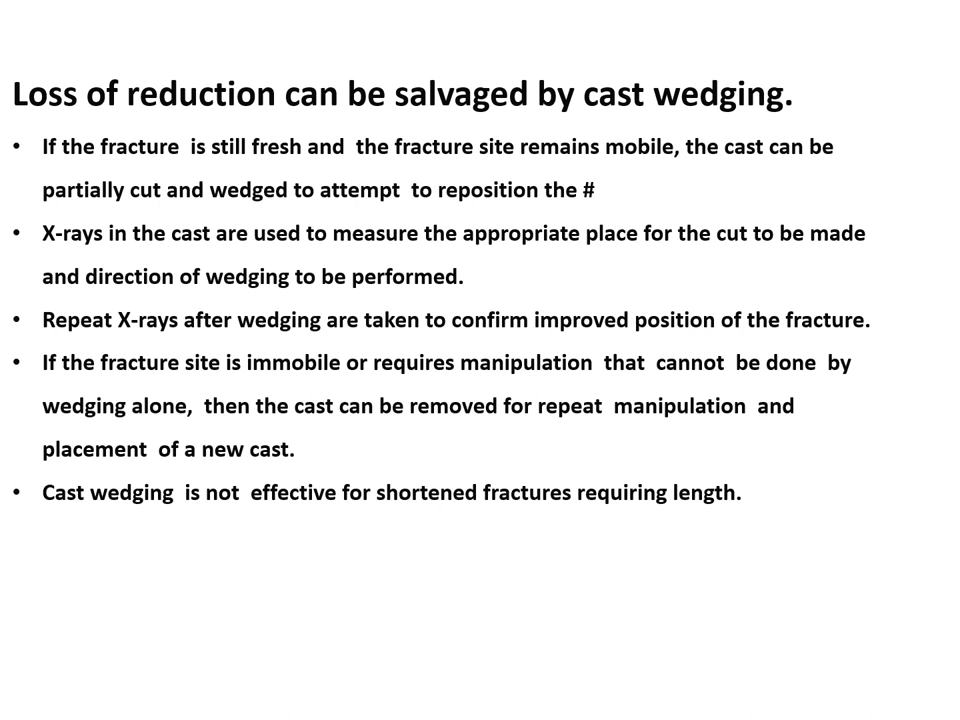 Loss of reduction can be salvaged by cast wedging.
• If the fracture is still fresh and the fracture site remains mobile, the cast can be
partially cut and wedged to attempt to reposition the #
• X-rays in the cast are used to measure the appropriate place for the cut to be made
and direction of wedging to be performed.
• Repeat X-rays after wedging are taken to confirm improved position of the fracture.
• If the fracture site is immobile or requires manipulation that cannot be done by
wedging alone, then the cast can be removed for repeat manipulation and
placement of a new cast.
• Cast wedging is not effective for shortened fractures requiring length.